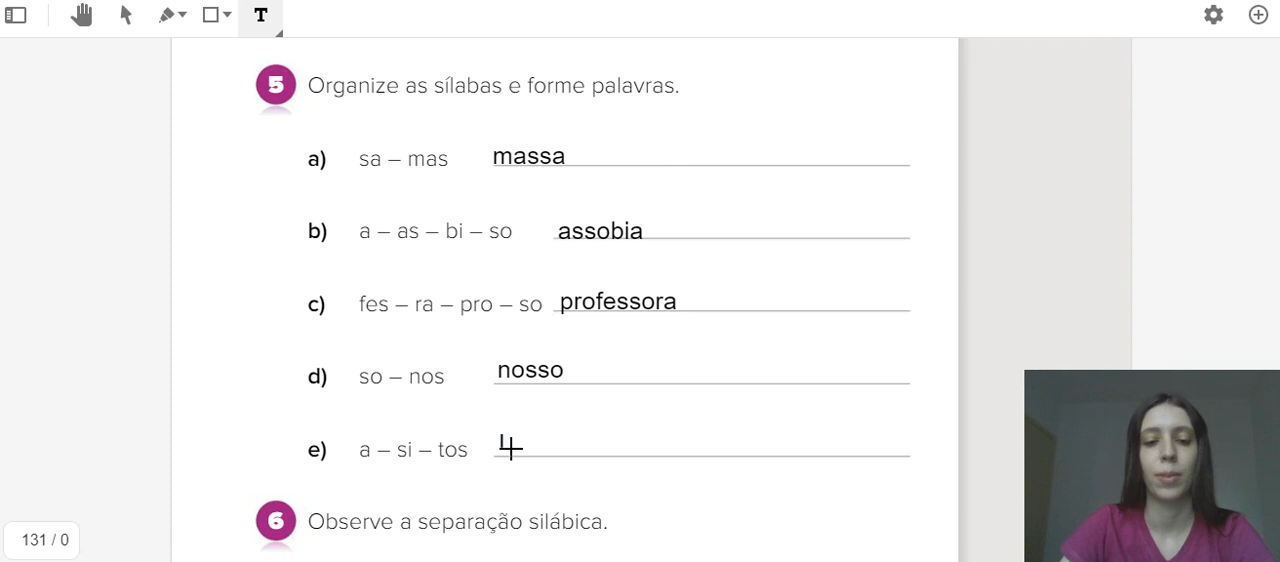 T
5 Organize as sílabas e forme palavras.
a) sa – mas massa
b) a – as – bi – so assobia
c) fes – ra – pro – so professora
d) so – nos nosso
e) a – si – tos
6 Observe a separação silábica.
131 / 0